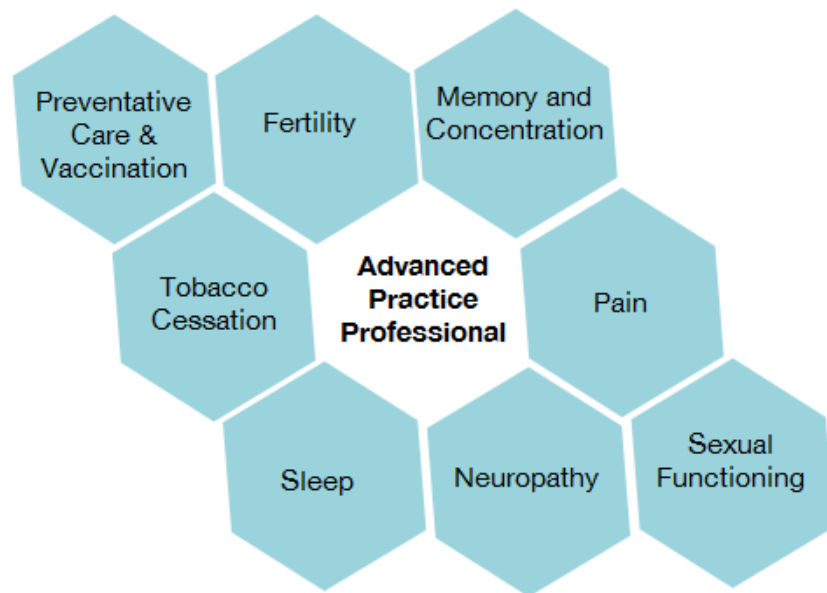 Preventative
Care &
Vaccination
Fertility
Memory and
Concentration
Tobacco
Cessation
Advanced
Practice
Professional
Pain
Sleep
Neuropathy
Sexual
Functioning